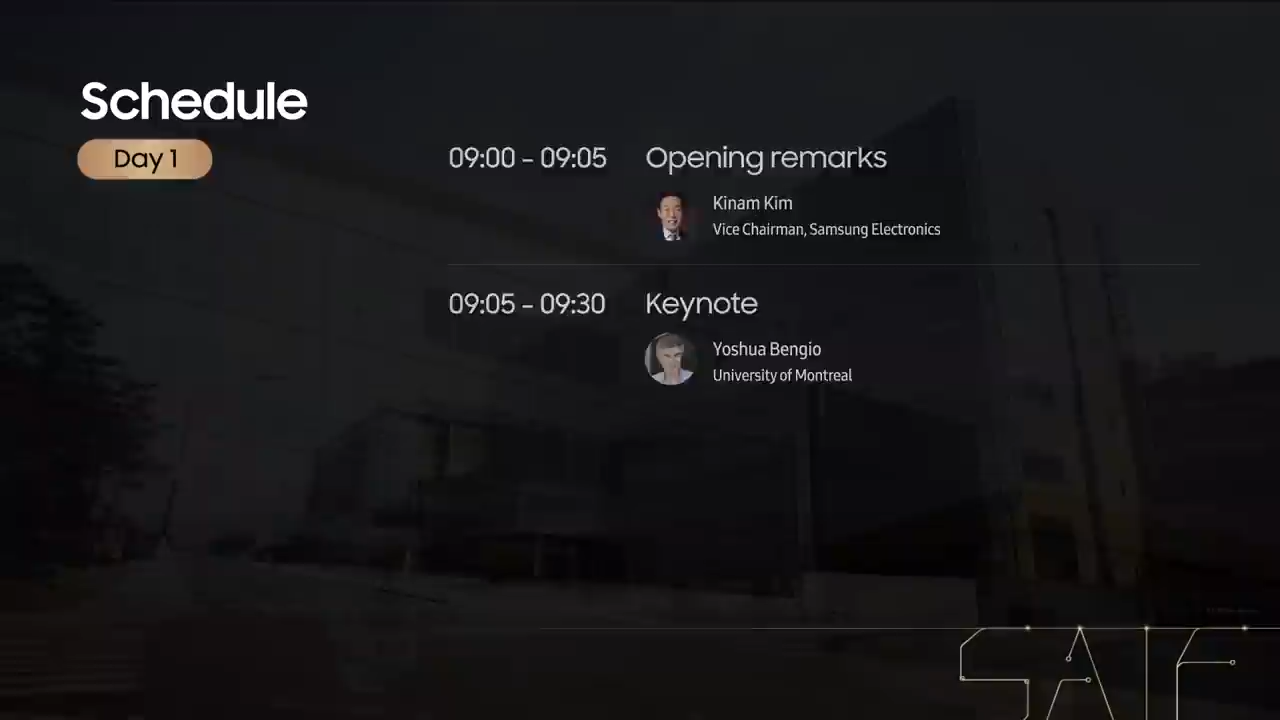 Schedule
Day 1
09:00 – 09:05 Opening remarks
Kinam Kim
Vice Chairman, Samsung Electronics
09:05 – 09:30 Keynote
Yoshua Bengio
University of Montreal
SAIF